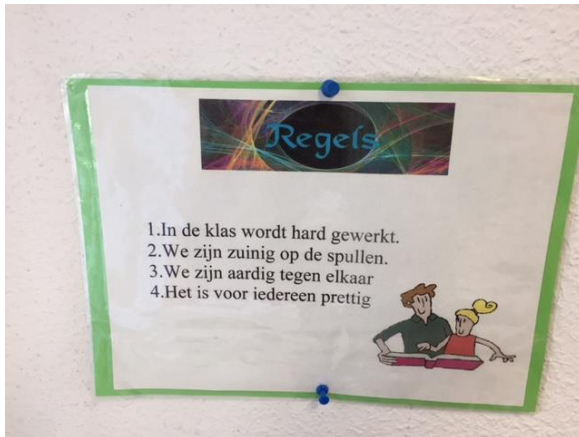 Regels
1.In de klas wordt hard gewerkt.
2.We zijn zuinig op de spullen.
3.We zijn aardig tegen elkaar
4.Het is voor iedereen prettig